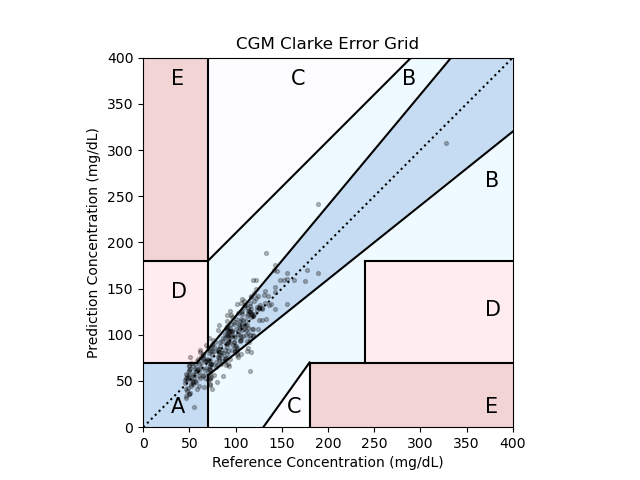 CGM Clarke Error Grid
Prediction Concentration (mg/dL)
400
350
300
250
200
150
100
50
0
E
C
B
B
D
D
A
C
E
0 50 100 150 200 250 300 350 400
Reference Concentration (mg/dL)